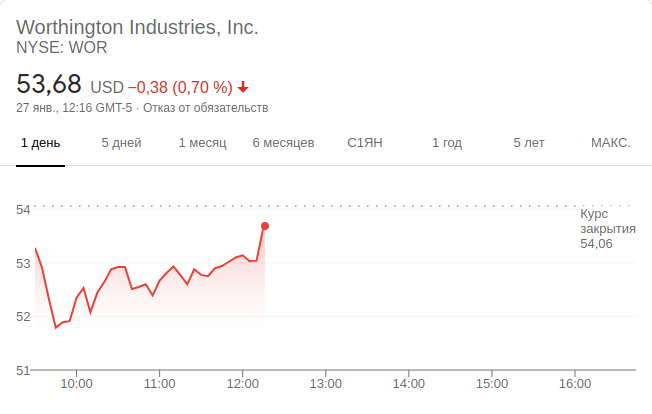 Worthington Industries, Inc.
NYSE: WOR
53,68 USD −0,38 (0,70 %)
27 янв., 12:16 GMT-5 · Отказ от обязательств
1 день 5 дней 1 месяц 6 месяцев С1ЯН 1 год 5 лет МАКС.
54
Курс
закрытия
54,06
53
52
51
10:00 11:00 12:00 13:00 14:00 15:00 16:00